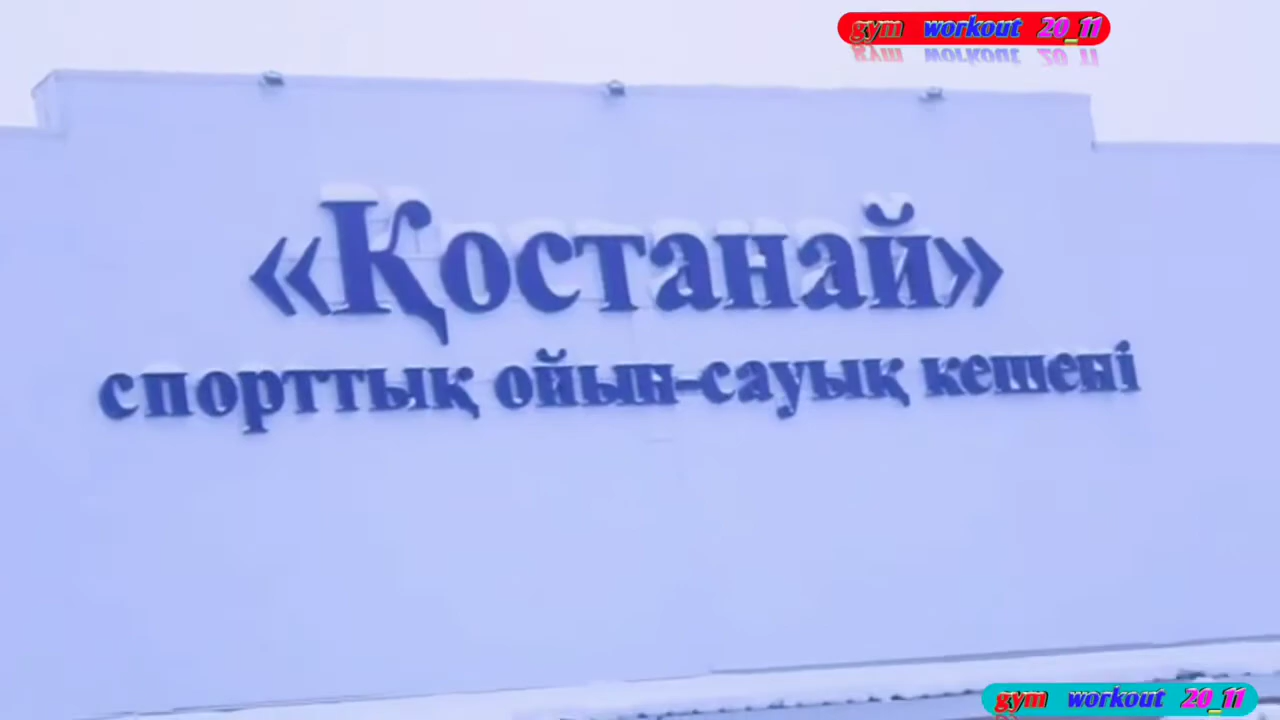 gym workout 20_11
«Қостанай»
спорттық ойын-сауық кешені
gym workout 20_11